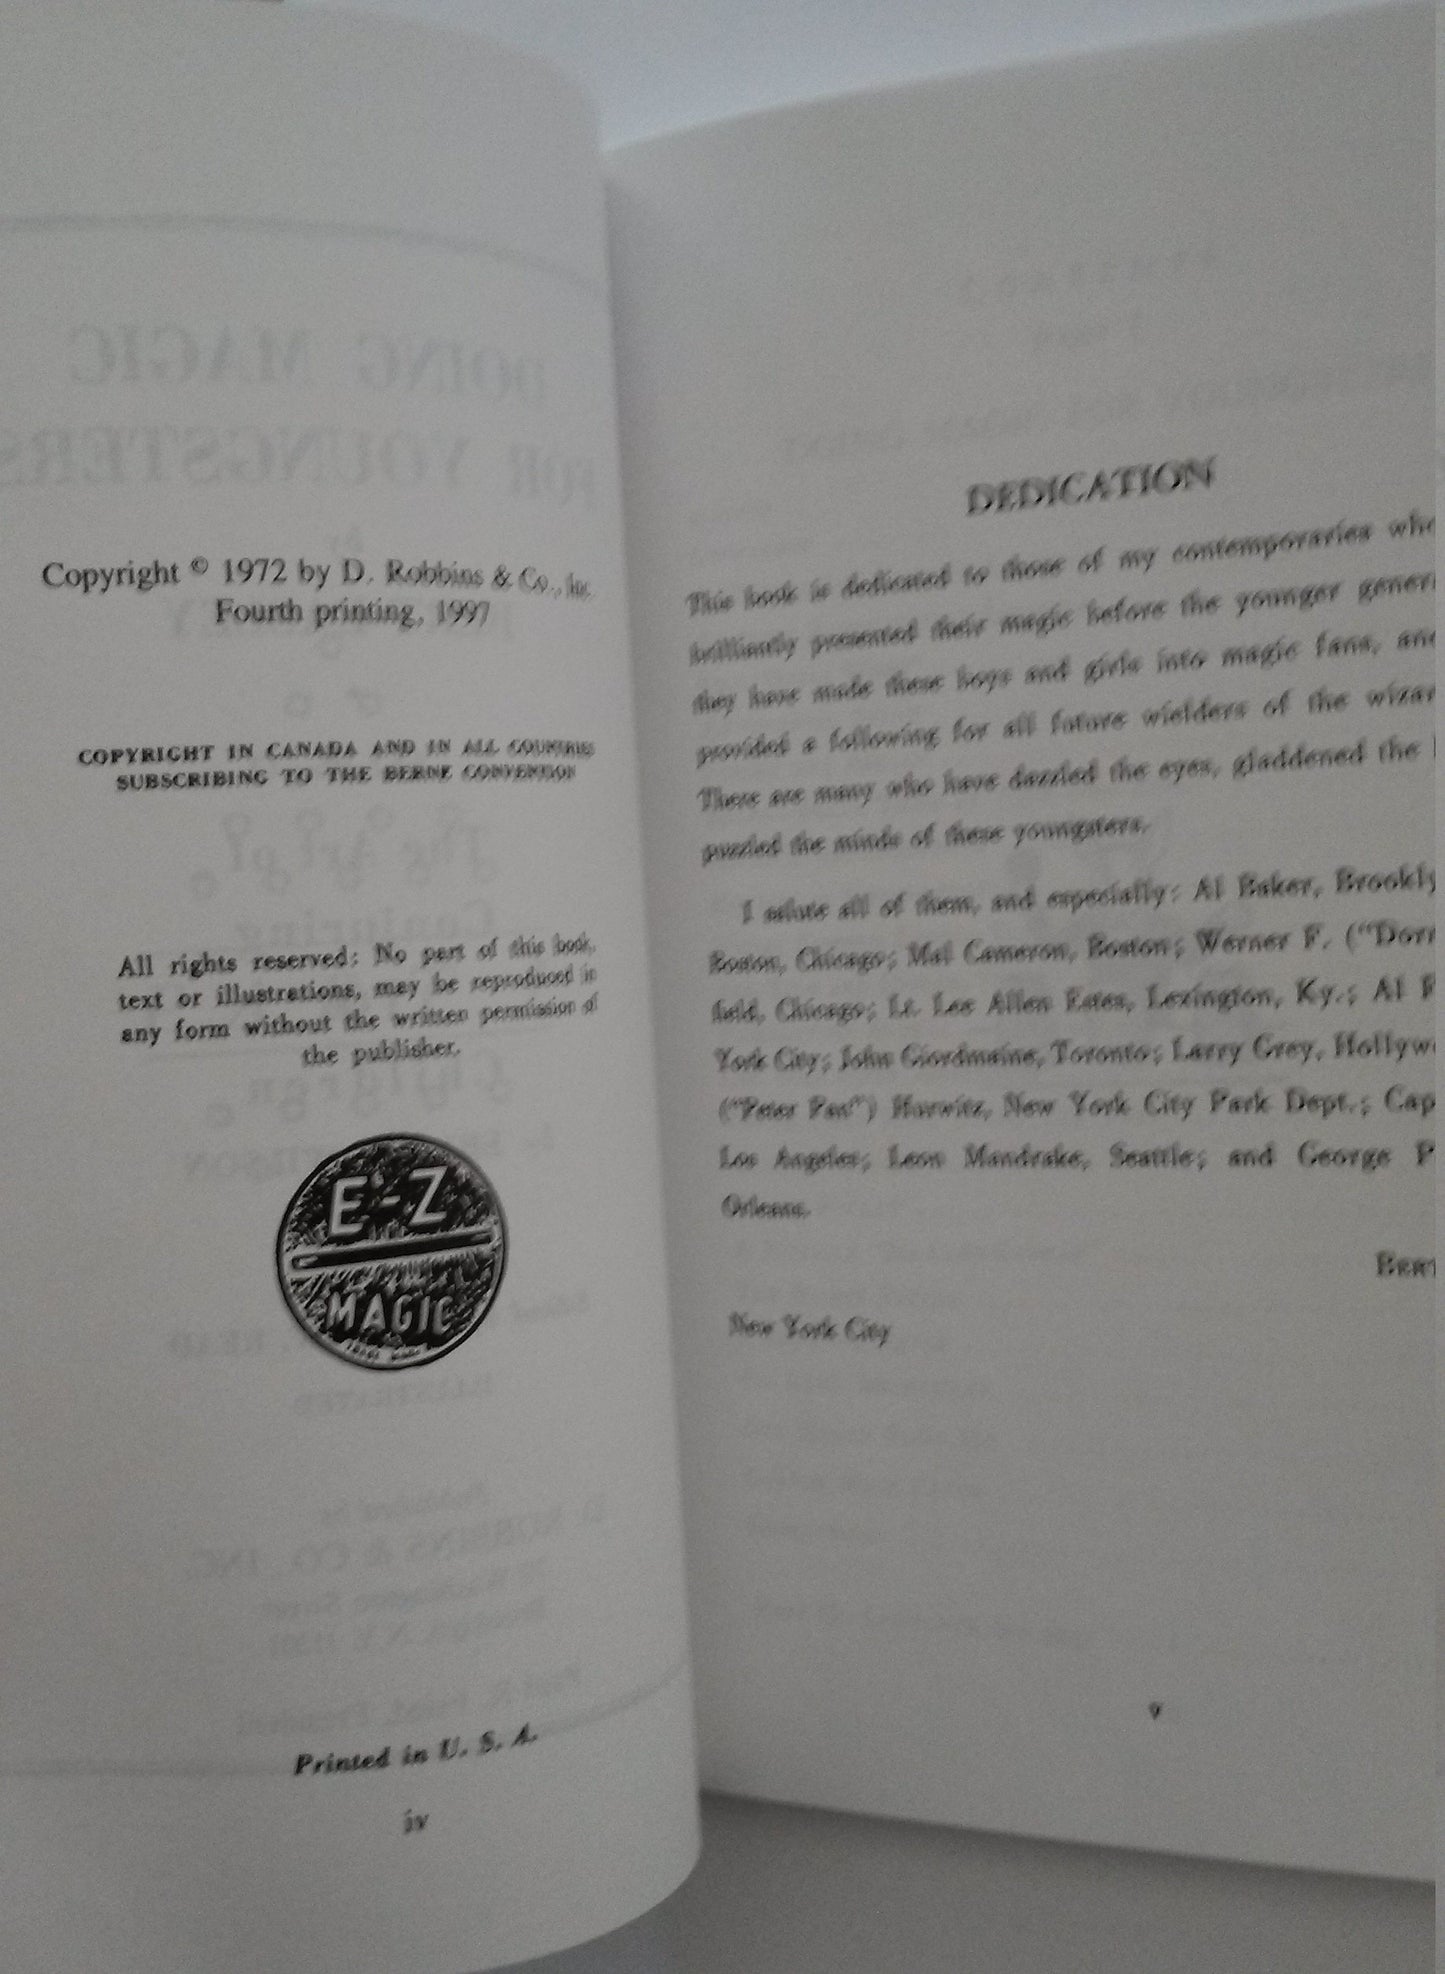 Copyright © 1972 by D. Robbins & Co., Inc.
Fourth printing, 1997
COPYRIGHT IN CANADA AND IN ALL COUNTRIES
SUBSCRIBING TO THE BERNE CONVENTION
All rights reserved: No part of this book,
text or illustrations, may be reproduced in
any form without the written permission of
the publisher.
E-Z
MAGIC
Printed in U. S. A.
iv
DEDICATION
This book is dedicated to those of my contemporaries who
brilliantly presented their magic before the younger gener
they have made these boys and girls into magic fans, and
provided a following for all future wielders of the wizar
There are many who have dazzled the eyes, gladdened the
puzzled the minds of these youngsters.
I salute all of them, and especially: Al Baker, Brookly
Boston, Chicago; Mal Cameron, Boston; Werner F. ("Dorn
field, Chicago; Lt. Lee Allen Estes, Lexington, Ky.; Al F
York City; John Giordmaine, Toronto; Larry Grey, Hollyw
("Peter Pan") Hurwitz, New York City Park Dept.; Cap
Los Angeles; Leon Mandrake, Seattle; and George P
Orleans.
BERT
New York City
v